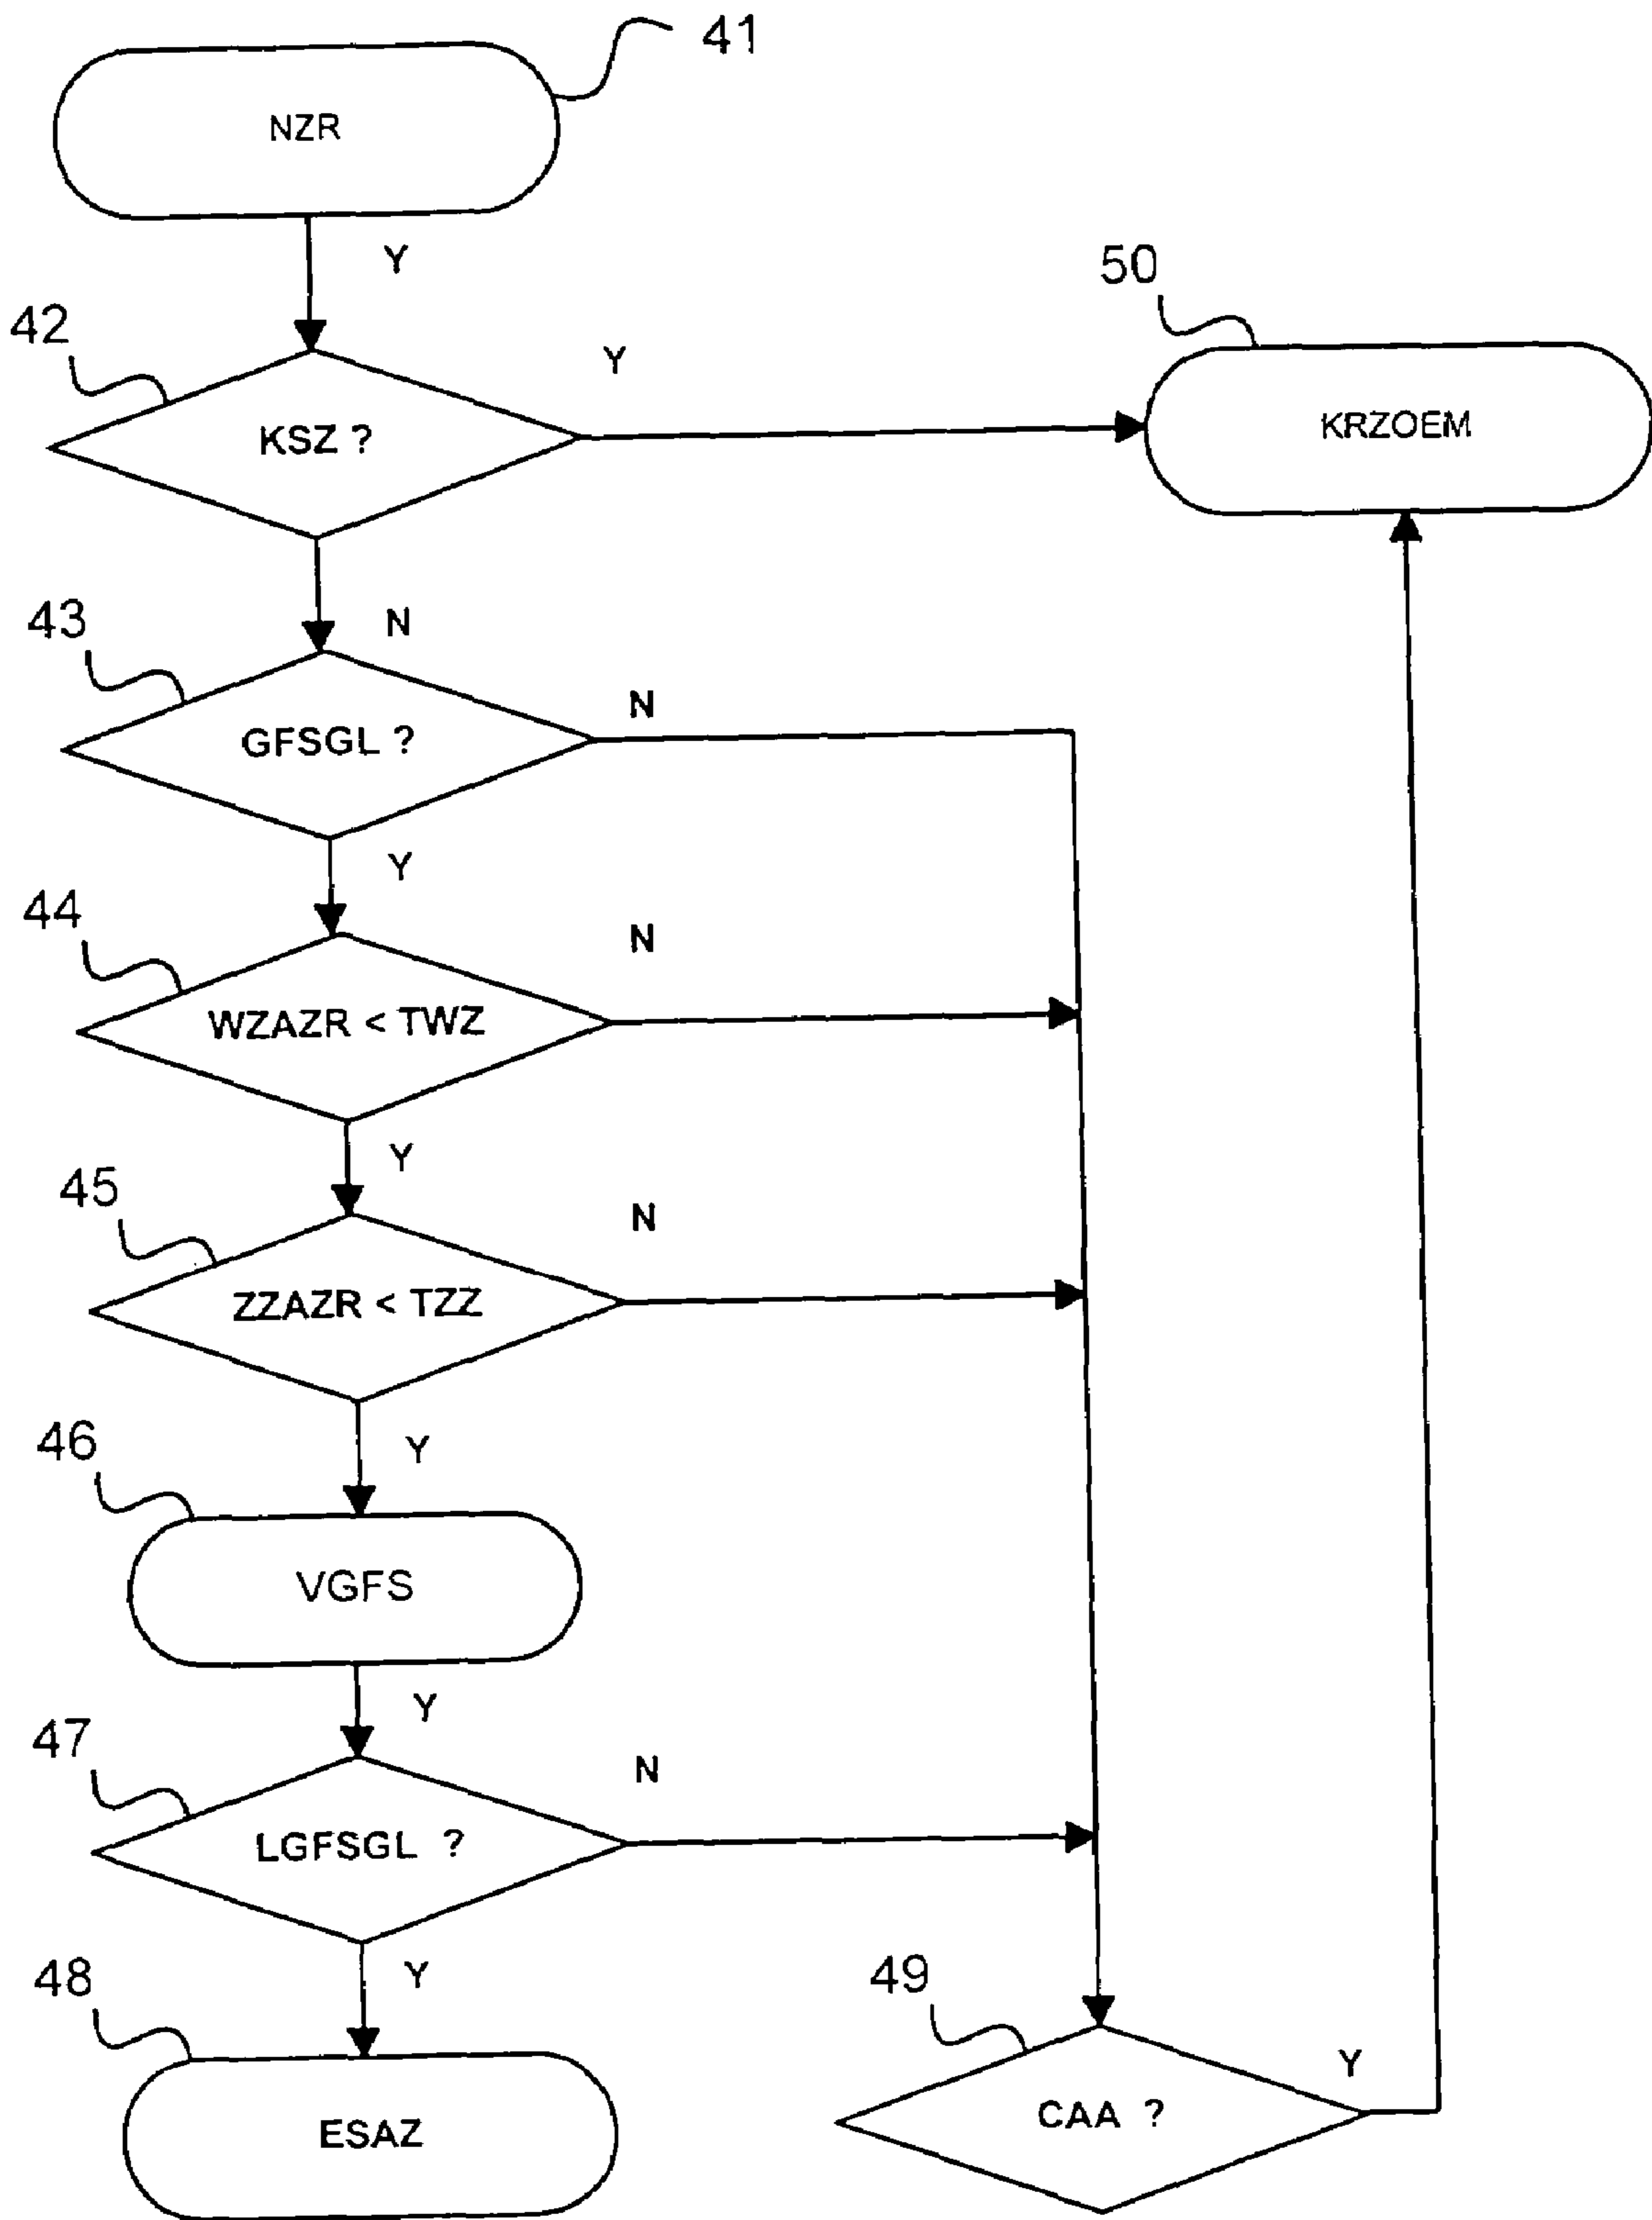 41
NZR
Y
50
42
Y
KSZ ?
KRZOEM
43
N
N
GFSGL ?
Y
44
N
WZAZR < TWZ
Y
45
N
ZZAZR < TZZ
Y
46
VGFS
Y
47
N
LGFSGL ?
Y
48
49
Y
CAA ?
ESAZ